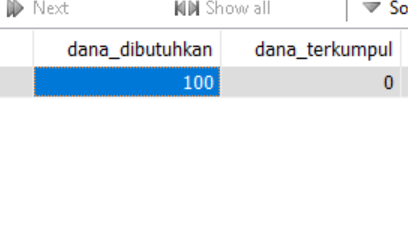 Next Show all So
dana_dibutuhkan dana_terkumpul
100 0